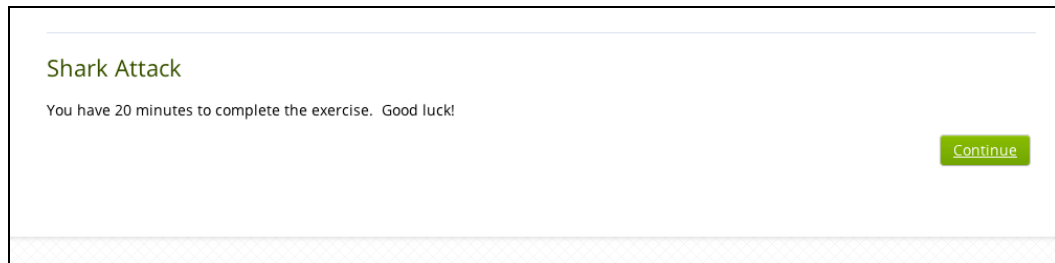 Shark Attack
You have 20 minutes to complete the exercise.  Good luck!
Continue